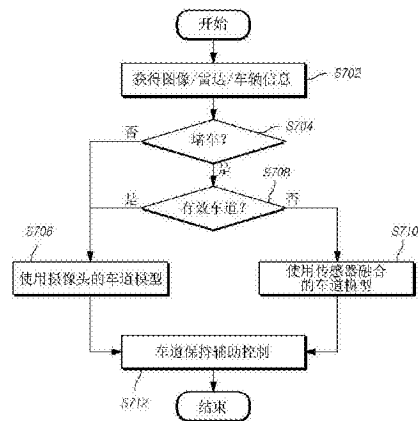 开始
获得图像/雷达/车辆信息
S702
堵车?
S704
否
是
有效车道?
S708
是
否
S706
使用摄像头的车道模型
S710
使用传感器融合
的车道模型
车道保持辅助控制
S712
结束